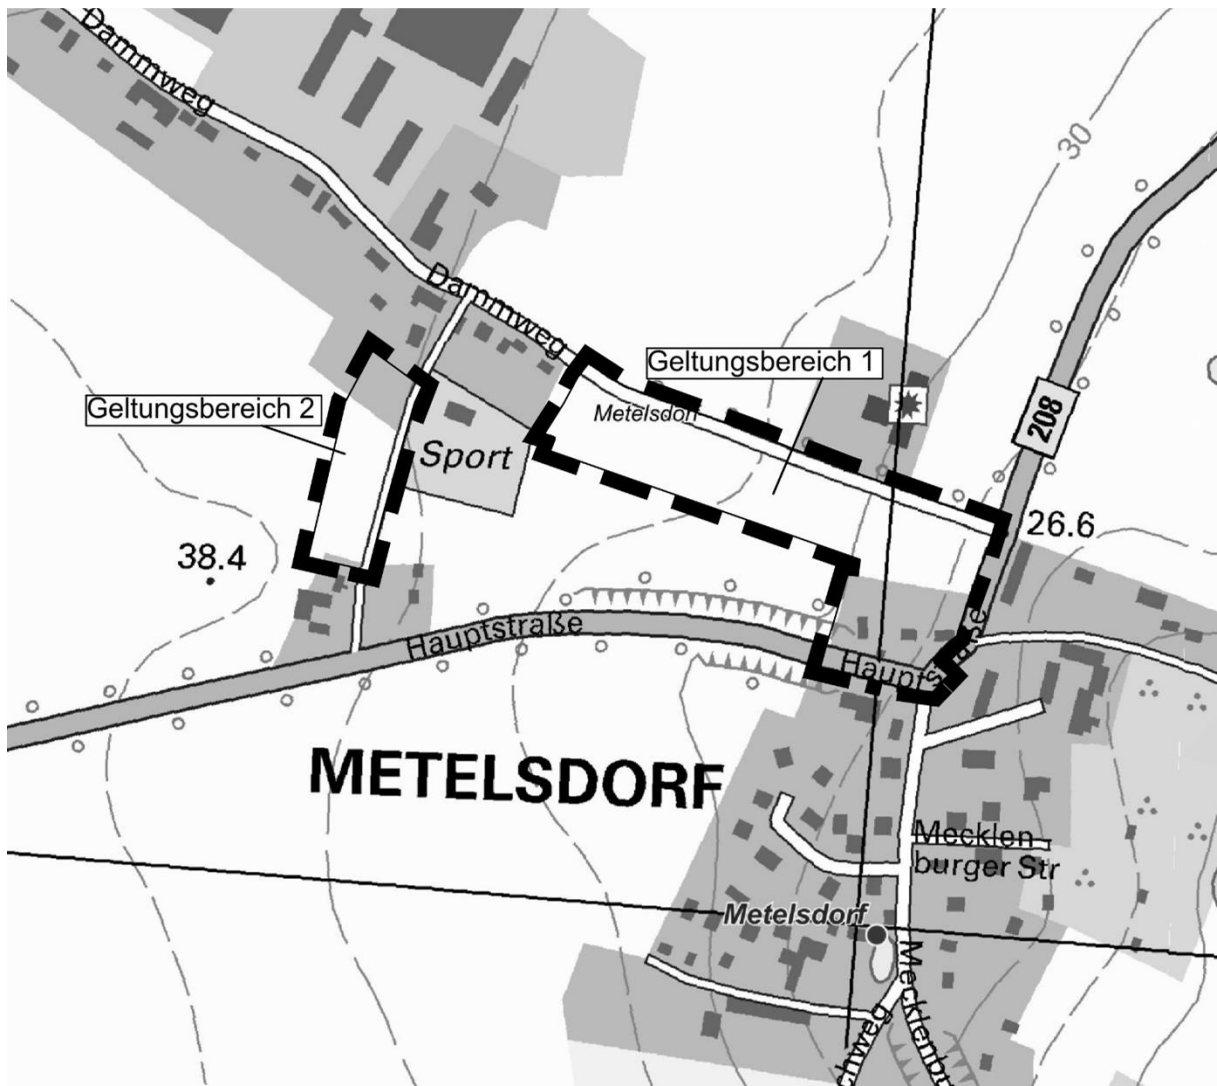 Dammweg
30
Dammweg
Geltungsbereich 1
Geltungsbereich 2
Metelsdorf
208
Sport
26.6
38.4
Hauptstraße
METELSDORF
Mecklen
burger Str
Metelsdorf